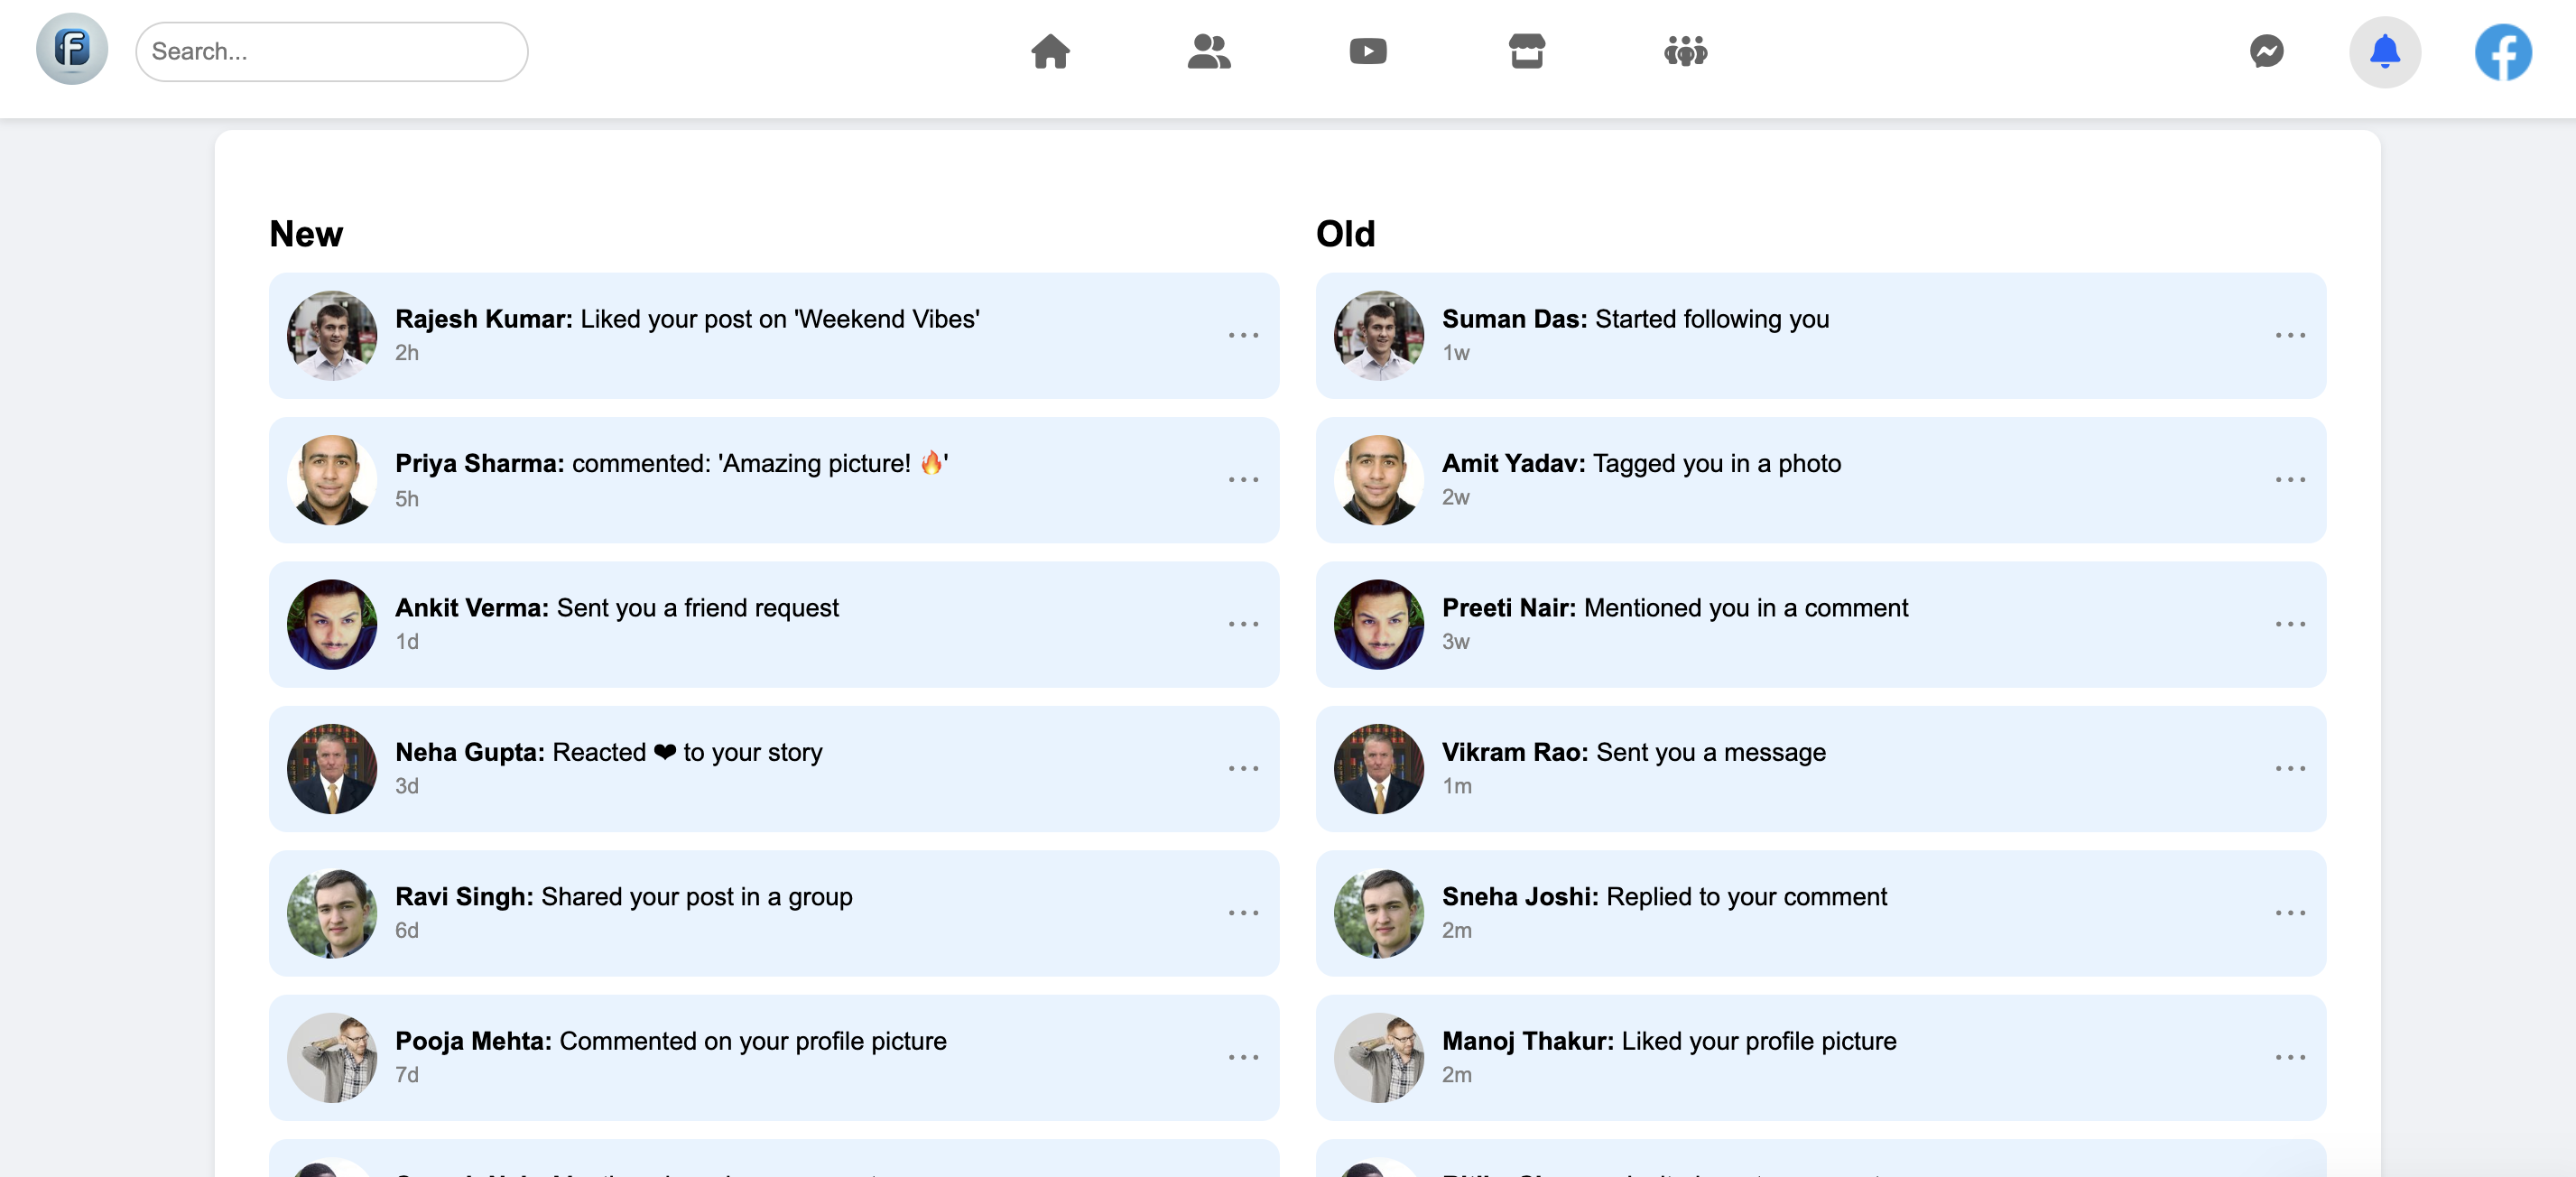 Search...
New
Rajesh Kumar: Liked your post on 'Weekend Vibes'
2h
Priya Sharma: commented: 'Amazing picture! 🔥'
5h
Ankit Verma: Sent you a friend request
1d
Neha Gupta: Reacted ❤ to your story
3d
Ravi Singh: Shared your post in a group
6d
Pooja Mehta: Commented on your profile picture
7d
Old
Suman Das: Started following you
1w
Amit Yadav: Tagged you in a photo
2w
Preeti Nair: Mentioned you in a comment
3w
Vikram Rao: Sent you a message
1m
Sneha Joshi: Replied to your comment
2m
Manoj Thakur: Liked your profile picture
2m